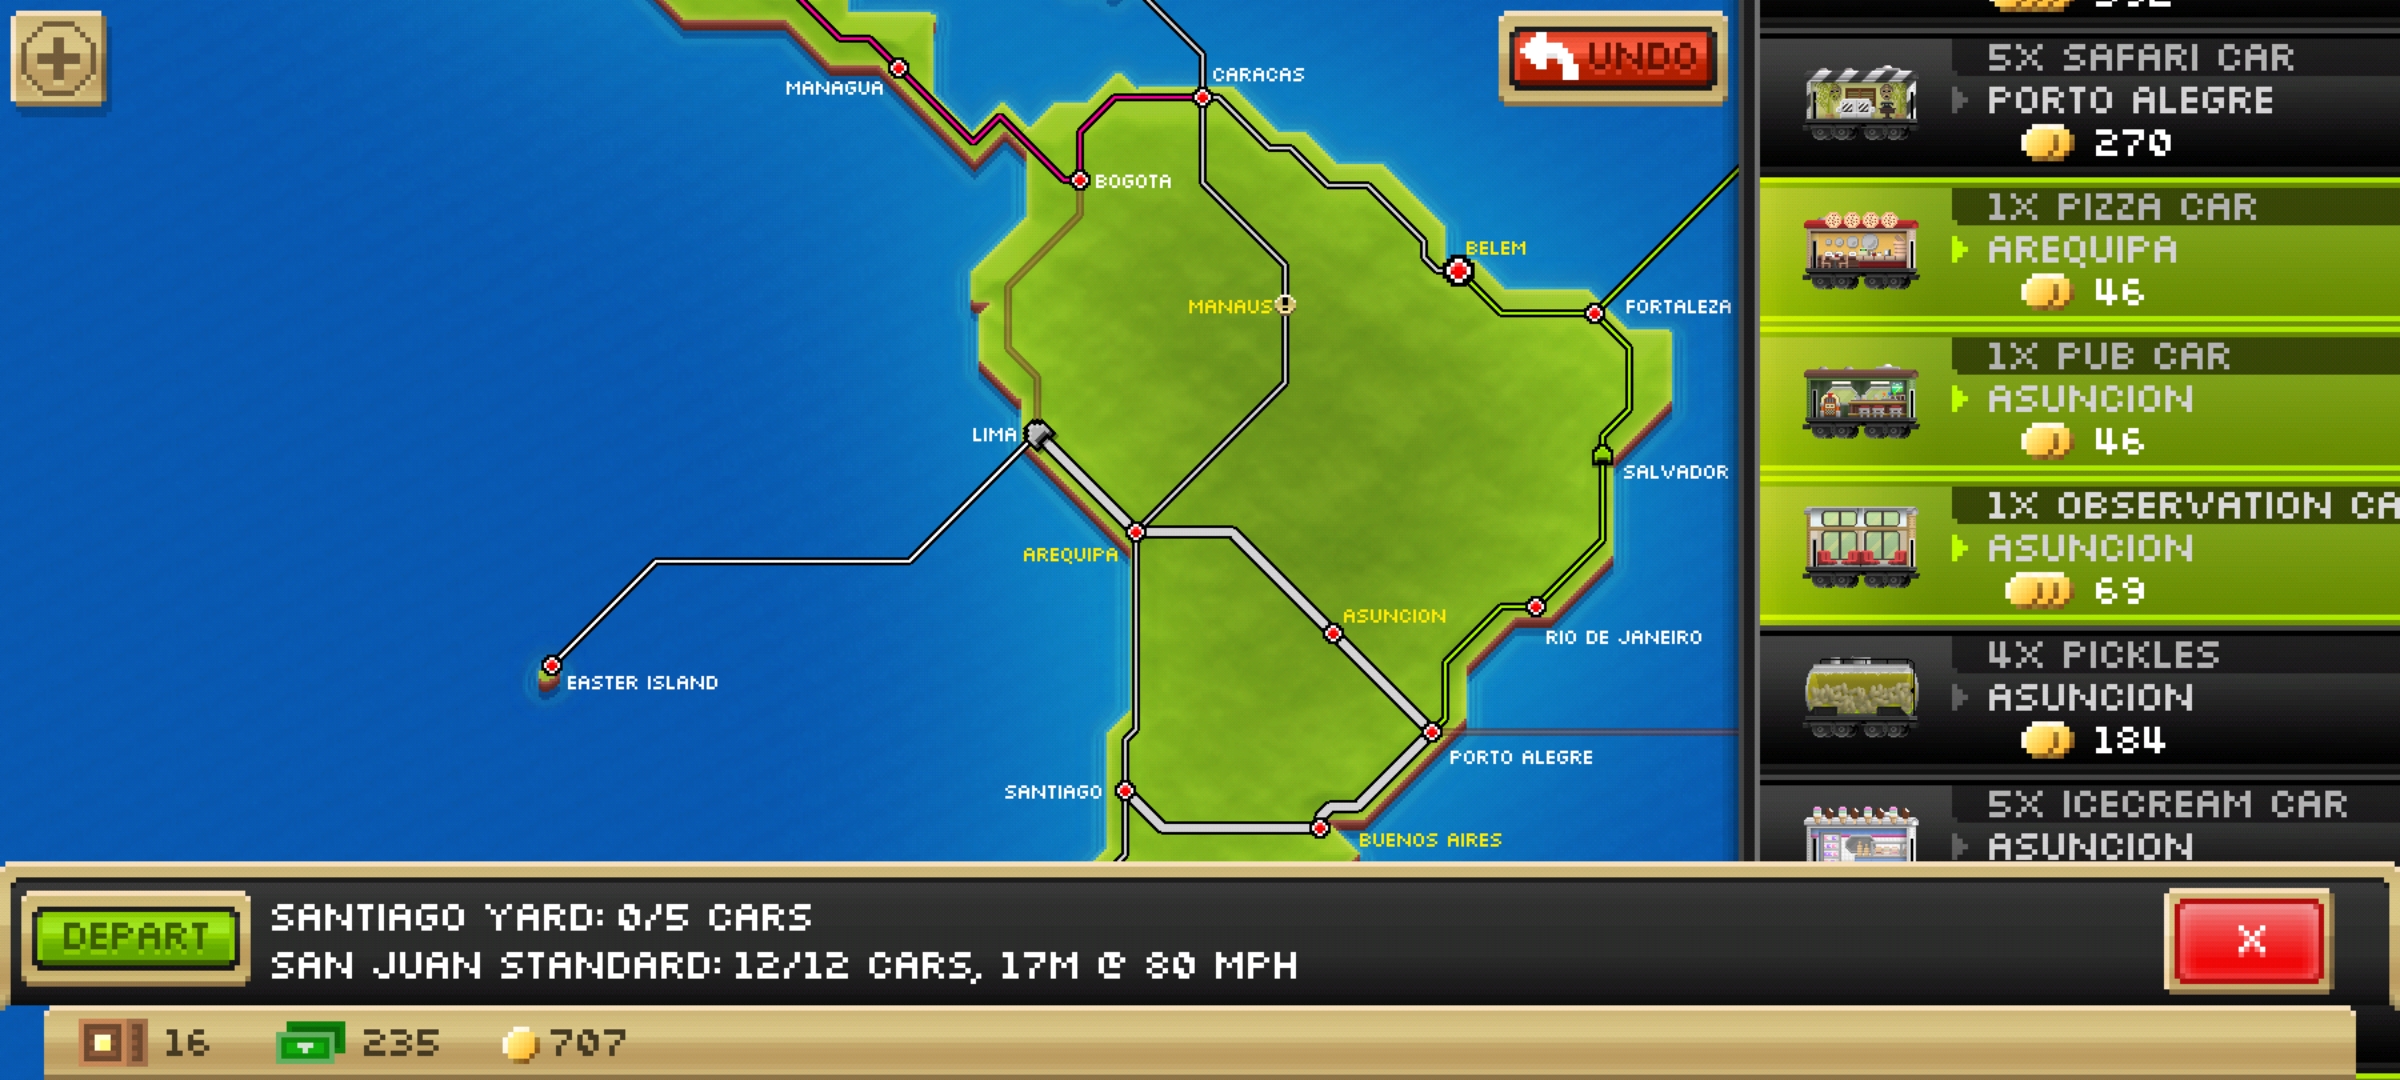 MANAGUA
CARACAS
UNDO
BOGOTA
BELEM
MANAUS
FORTALEZA
LIMA
SALVADOR
AREQUIPA
ASUNCION
RIO DE JANEIRO
EASTER ISLAND
PORTO ALEGRE
SANTIAGO
BUENOS AIRES
5X SAFARI CAR
PORTO ALEGRE
270
1X PIZZA CAR
AREQUIPA
46
1X PUB CAR
ASUNCION
46
1X OBSERVATION CA
ASUNCION
69
4X PICKLES
ASUNCION
184
5X ICECREAM CAR
ASUNCION
DEPART
SANTIAGO YARD: 0/5 CARS
SAN JUAN STANDARD: 12/12 CARS, 17M @ 80 MPH
X
16
235
707